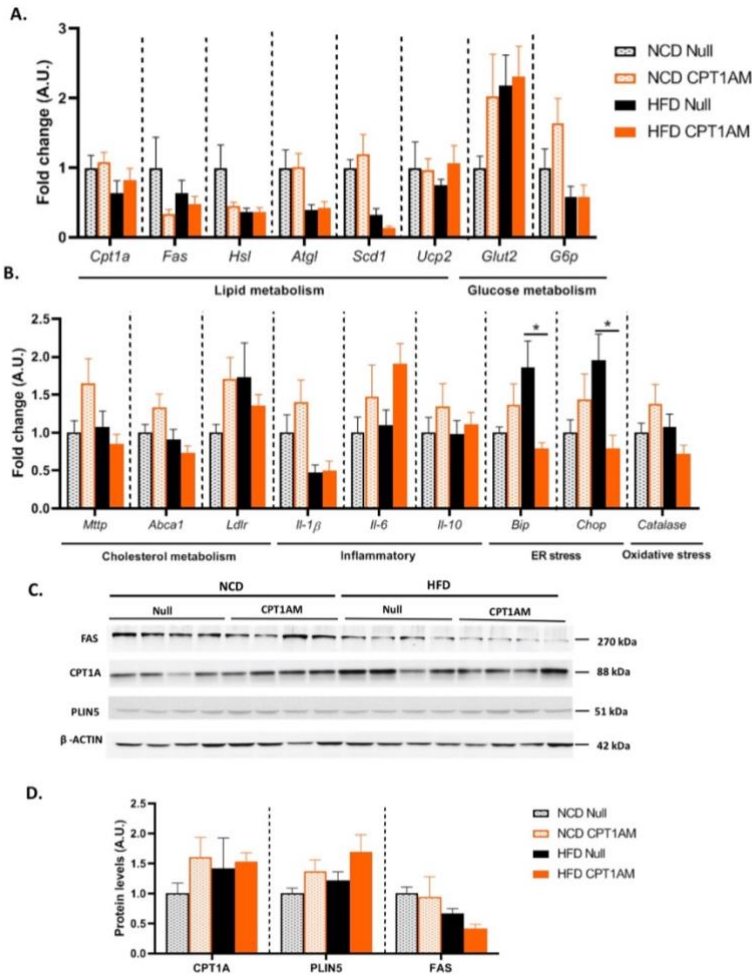 A.
Fold change (A.U.)
3
2
1
0
Cpt1a Fas Hsl Atgl Scd1 Ucp2 Glut2 G6p
Lipid metabolism Glucose metabolism
NCD Null
NCD CPT1AM
HFD Null
HFD CPT1AM
B.
Fold change (A.U.)
2.5
2.0
1.5
1.0
0.5
0.0
* *
Mttp Abca1 Ldlr Il-1β Il-6 Il-10 Bip Chop Catalase
Cholesterol metabolism Inflammatory ER stress Oxidative stress
C.
NCD HFD
Null CPT1AM Null CPT1AM
FAS 270 kDa
CPT1A 88 kDa
PLIN5 51 kDa
β -ACTIN 42 kDa
D.
Protein levels (A.U.)
2.5
2.0
1.5
1.0
0.5
0.0
CPT1A PLIN5 FAS
NCD Null
NCD CPT1AM
HFD Null
HFD CPT1AM